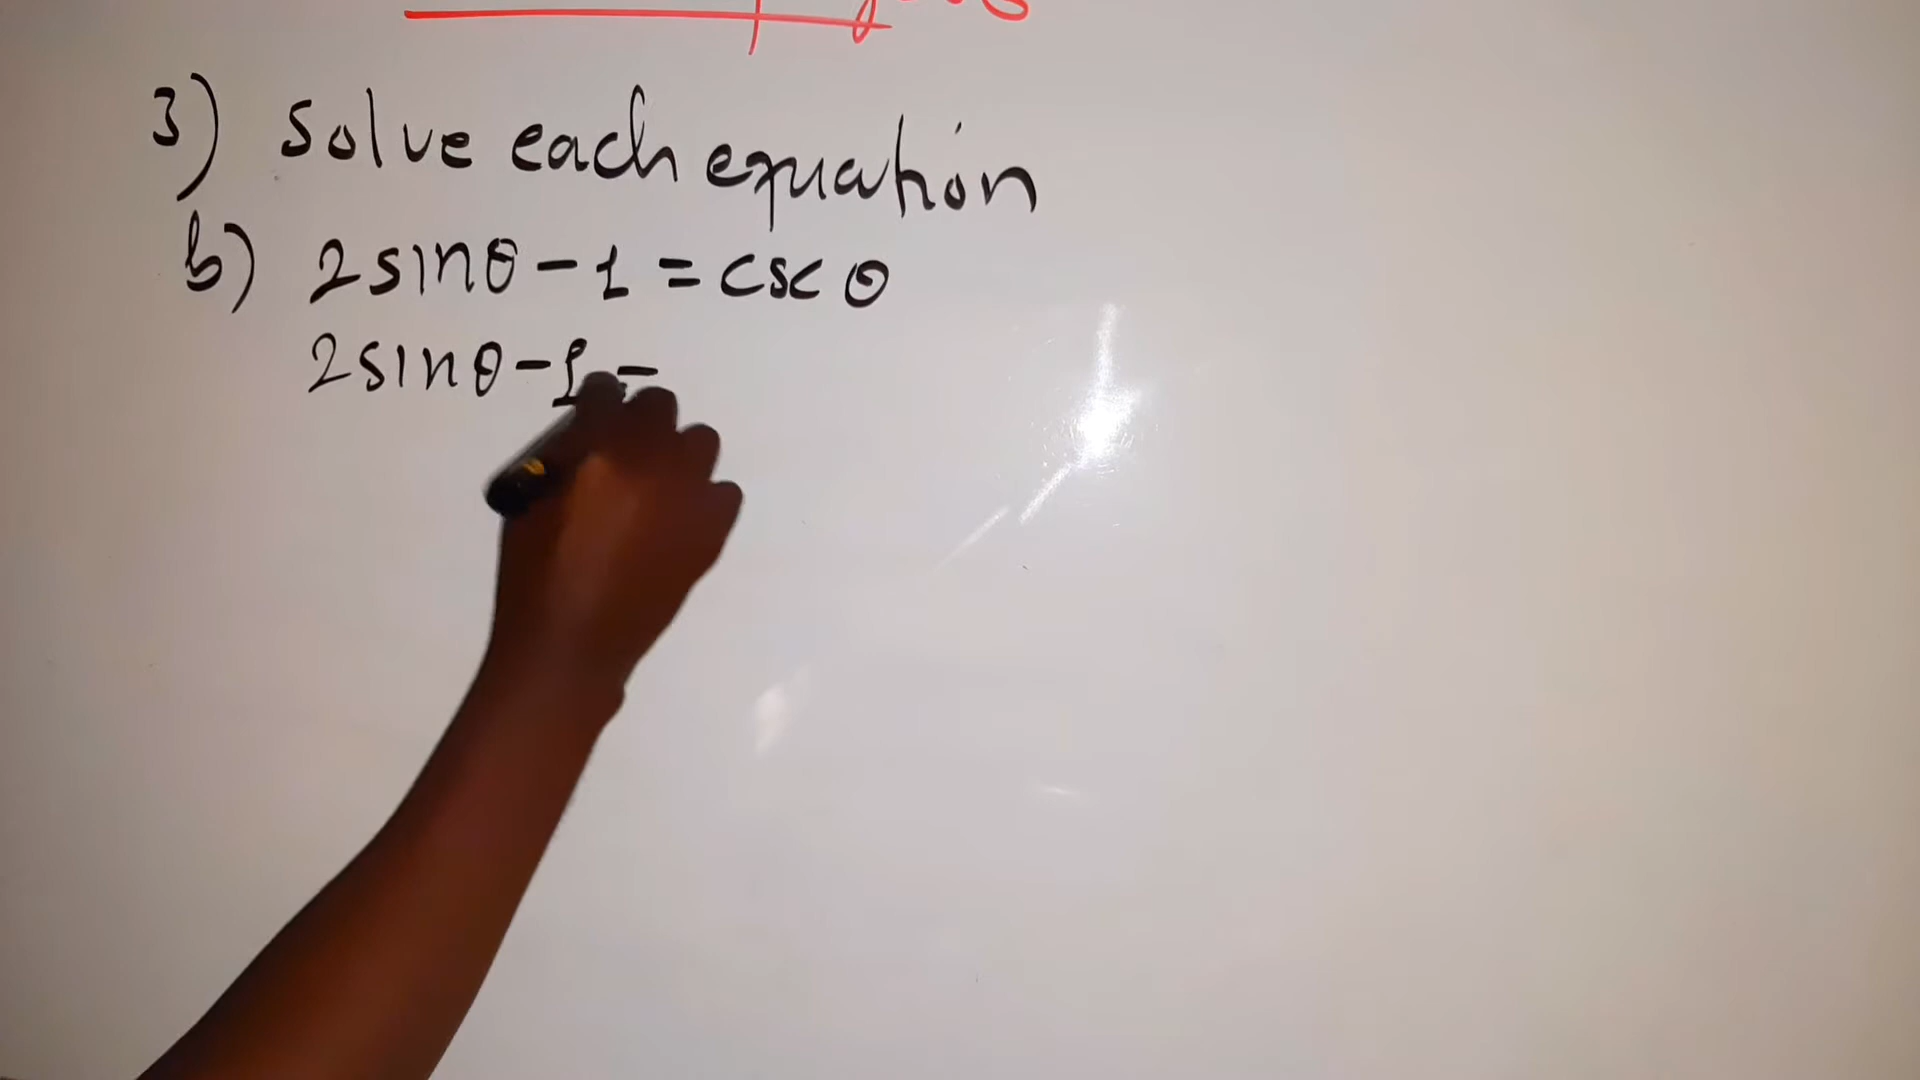 3) solve each equation
b) 2sinθ - 1 = cscθ
2sinθ - 1 =